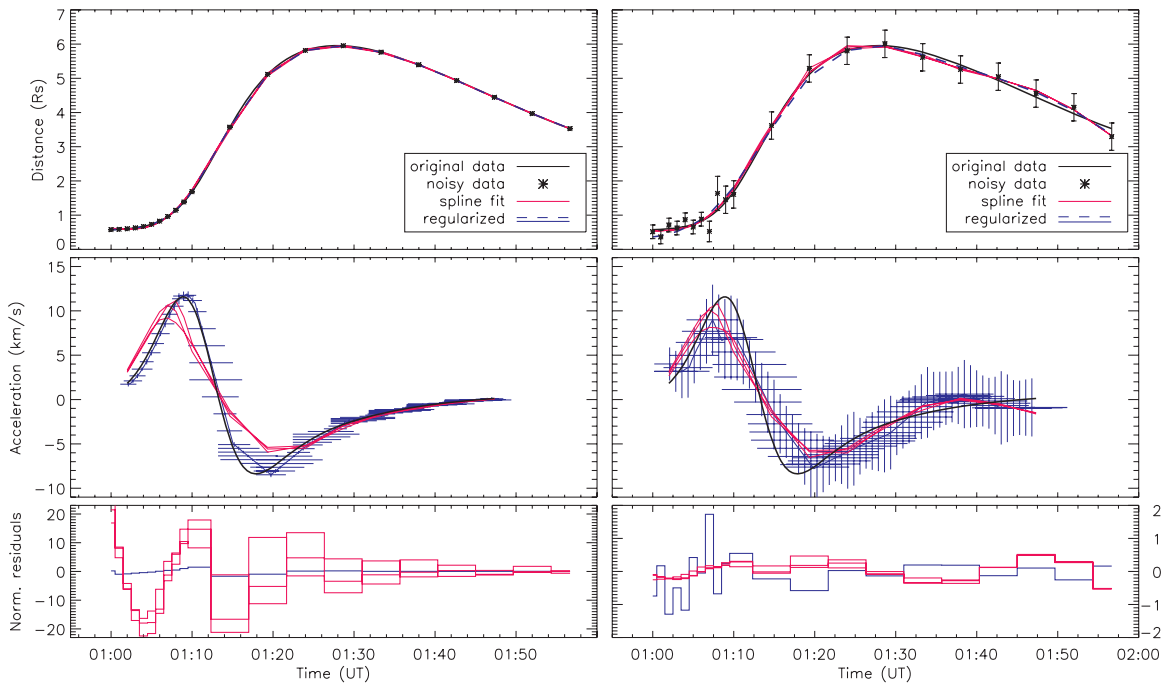 Distance (Rs)
7
6
5
4
3
2
1
0
original data
noisy data
spline fit
regularized
original data
noisy data
spline fit
regularized
Acceleration (km/s)
15
10
5
0
−5
−10
Norm. residuals
20
10
0
−10
−20
2
1
0
−1
−2
01:00 01:10 01:20 01:30 01:40 01:50
Time (UT)
01:00 01:10 01:20 01:30 01:40 01:50 02:00
Time (UT)